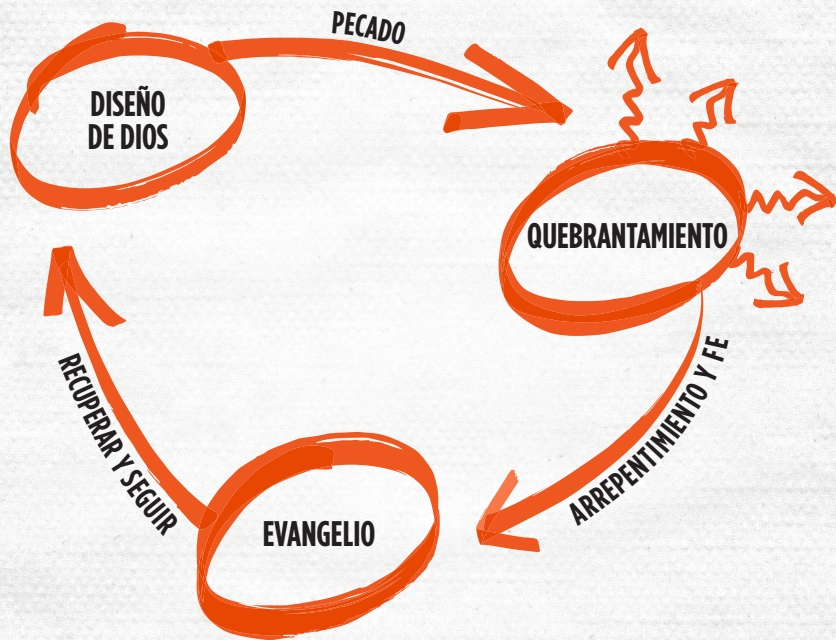 PECADO
DISEÑO
DE DIOS
QUEBRANTAMIENTO
ARREPENTIMIENTO Y FE
RECUPERAR Y SEGUIR
EVANGELIO